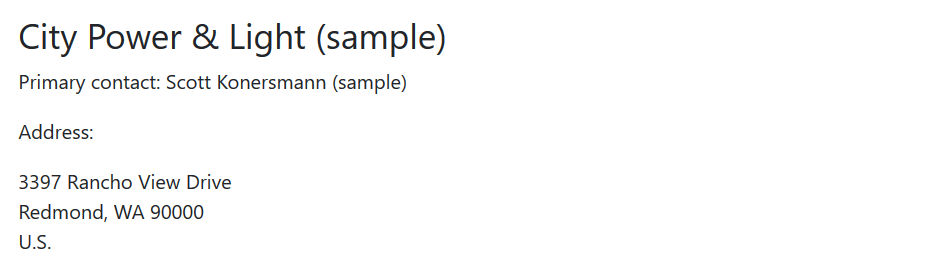 City Power & Light (sample)
Primary contact: Scott Konersmann (sample)
Address:
3397 Rancho View Drive
Redmond, WA 90000
U.S.